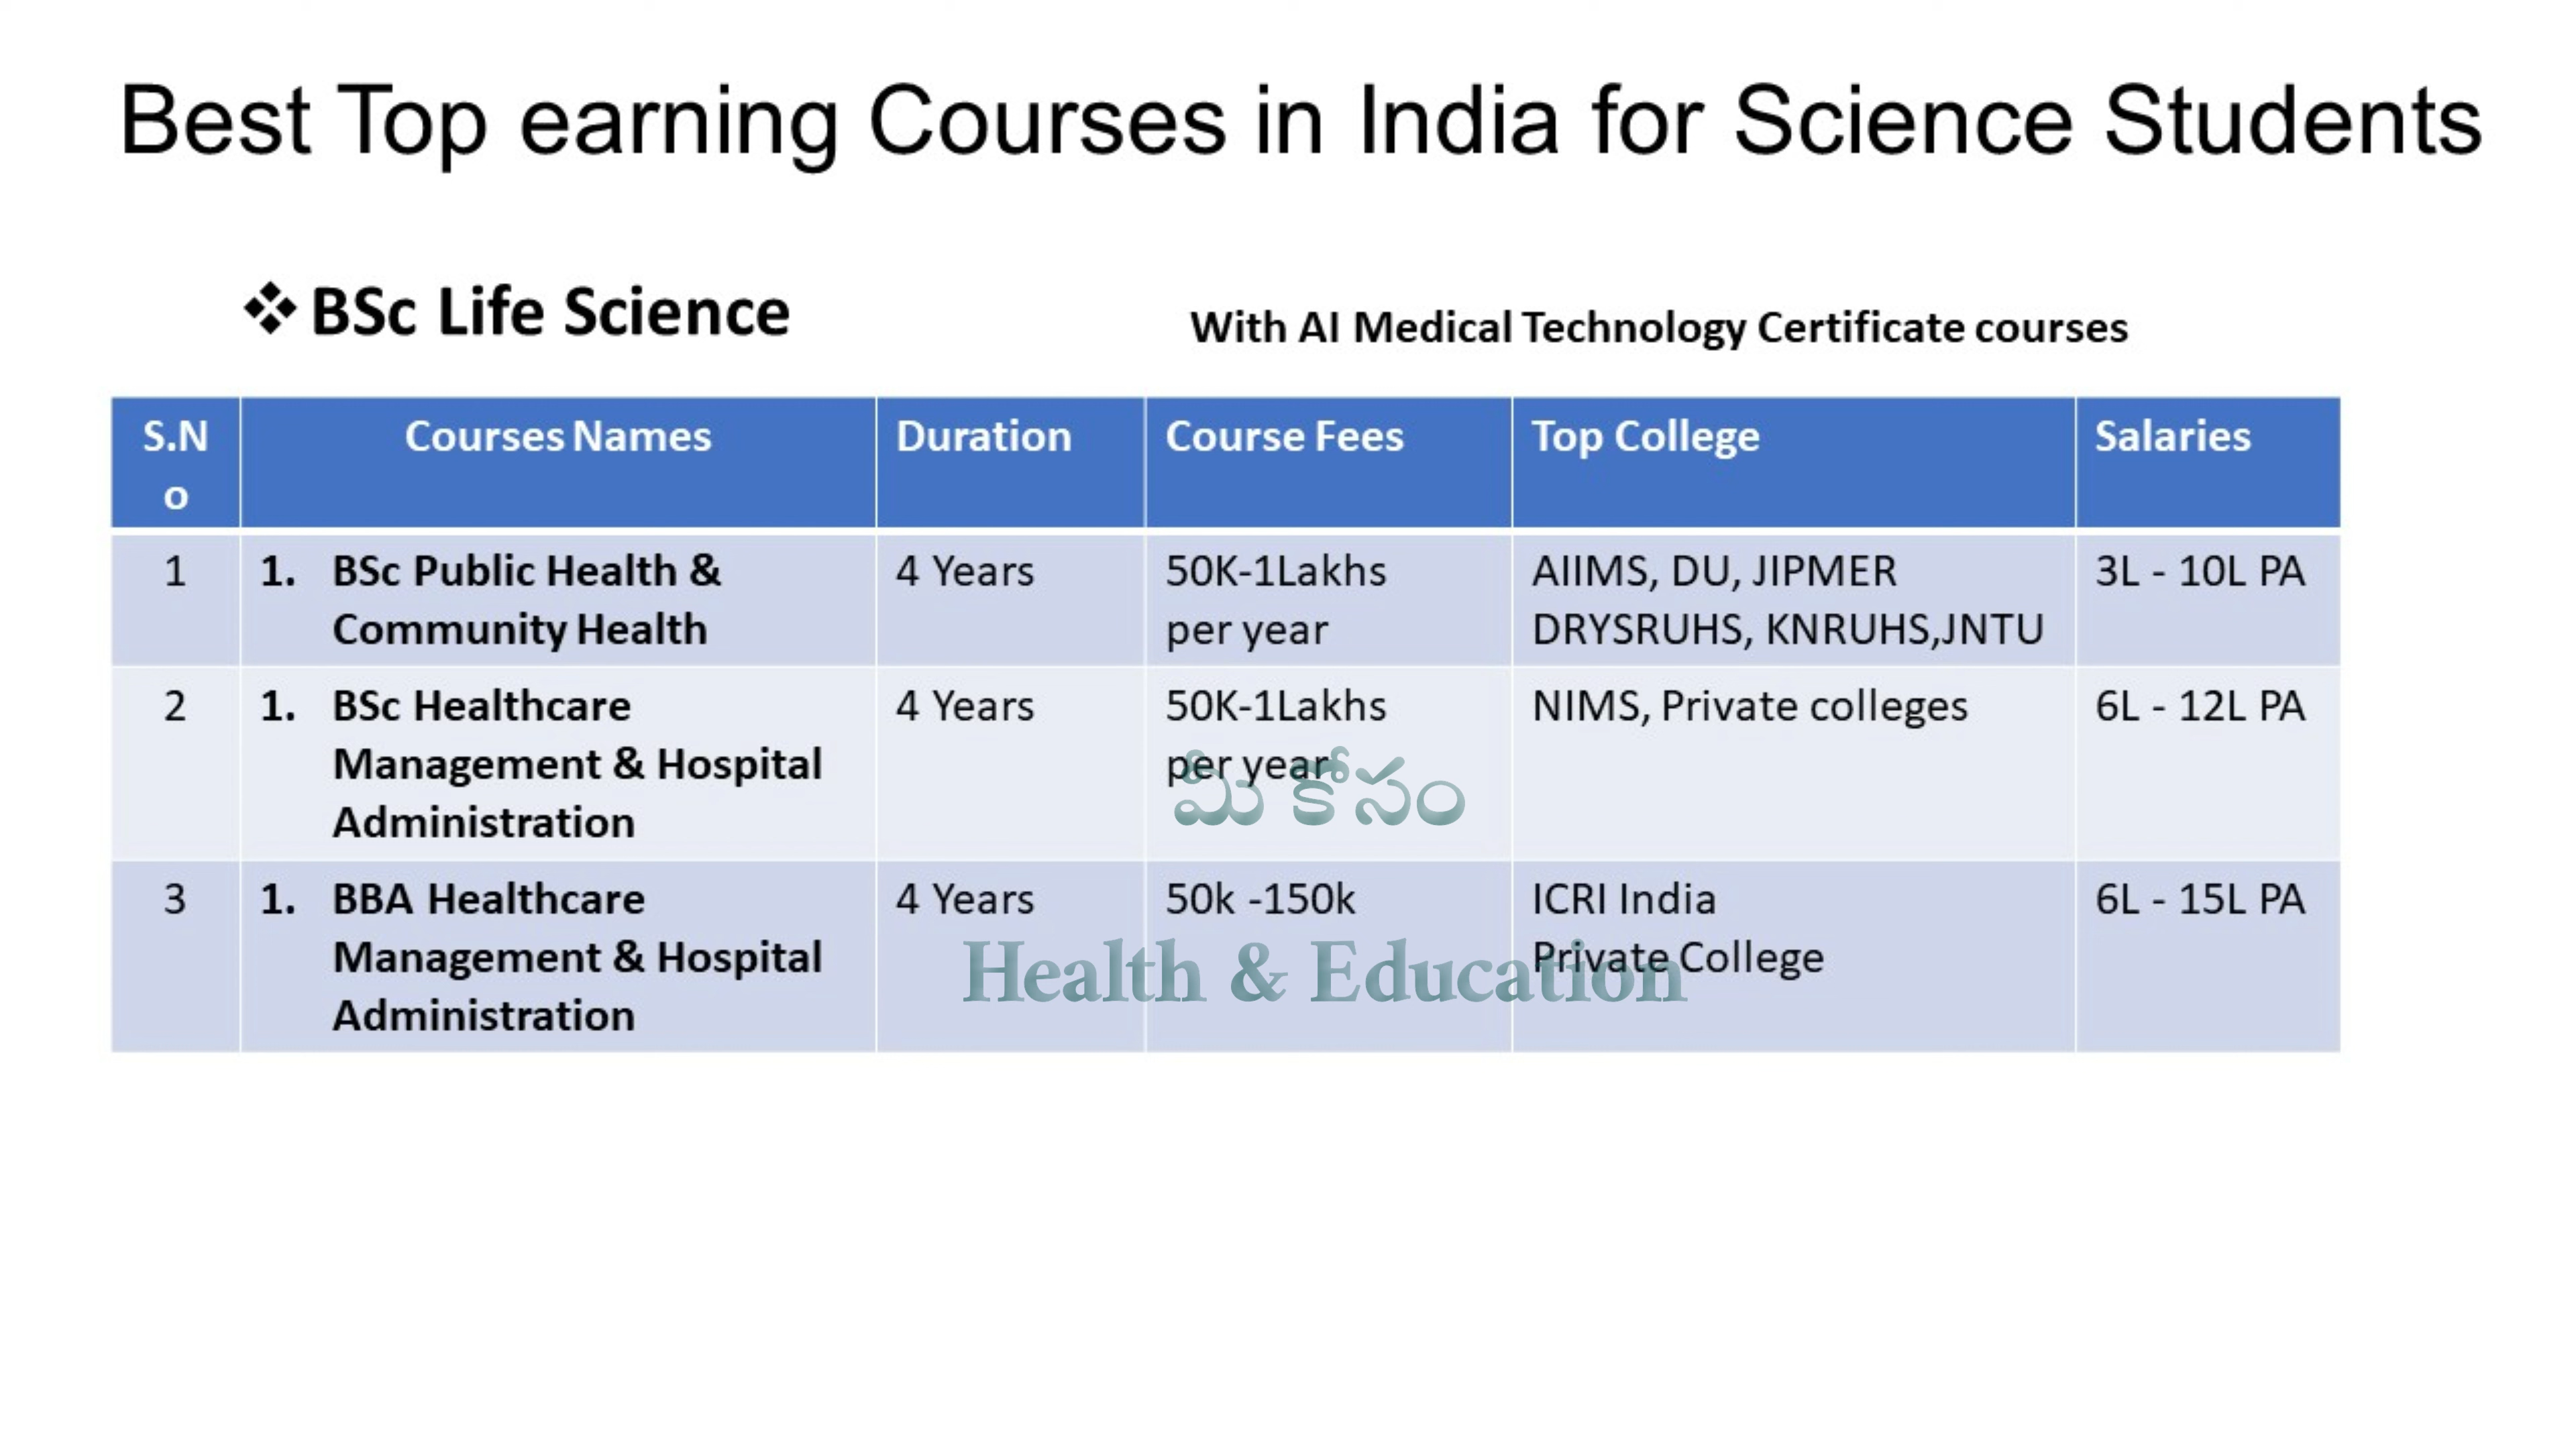 Best Top earning Courses in India for Science Students
❖ BSc Life Science
With AI Medical Technology Certificate courses
S.N
o
Courses Names
Duration
Course Fees
Top College
Salaries
1
1. BSc Public Health &
Community Health
4 Years
50K-1Lakhs
per year
AIIMS, DU, JIPMER
DRYSRUHS, KNRUHS,JNTU
3L - 10L PA
2
1. BSc Healthcare
Management & Hospital
Administration
4 Years
50K-1Lakhs
per year
NIMS, Private colleges
6L - 12L PA
మీ కోసం
3
1. BBA Healthcare
Management & Hospital
Administration
4 Years
50k -150k
ICRI India
Private College
6L - 15L PA
Health & Education